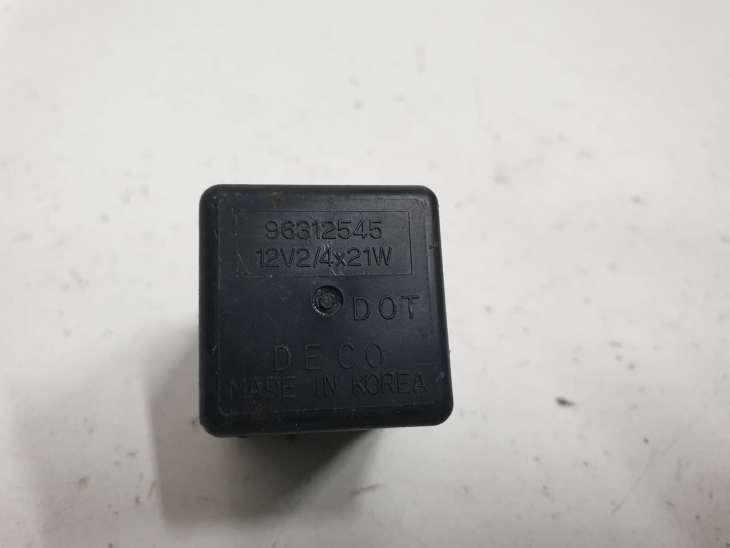 96312545
12V2/4x21W
DOT
DECO
MADE IN KOREA